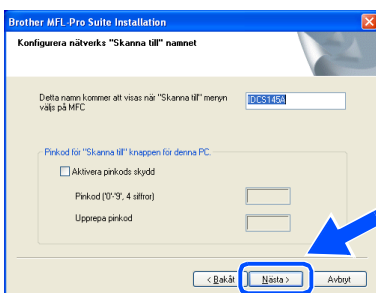 Brother MFL-Pro Suite Installation
Konfigurera nätverks "Skanna till" namnet
Detta namn kommer att visas när "Skanna till" menyn
väljs på MFC
IDCS145A
Pinkod för "Skanna till" knappen för denna PC.
Aktivera pinkods skydd
Pinkod ('0'-'9', 4 siffror)
Upprepa pinkod
< Bakåt
Nästa >
Avbryt